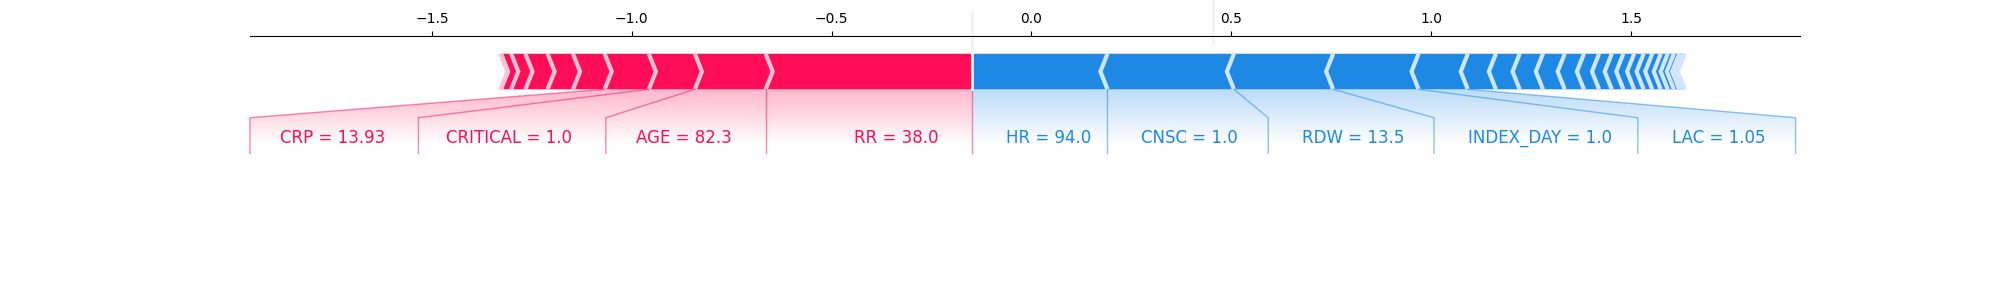 −1.5 −1.0 −0.5 0.0 0.5 1.0 1.5
CRP = 13.93 CRITICAL = 1.0 AGE = 82.3 RR = 38.0 HR = 94.0 CNSC = 1.0 RDW = 13.5 INDEX_DAY = 1.0 LAC = 1.05